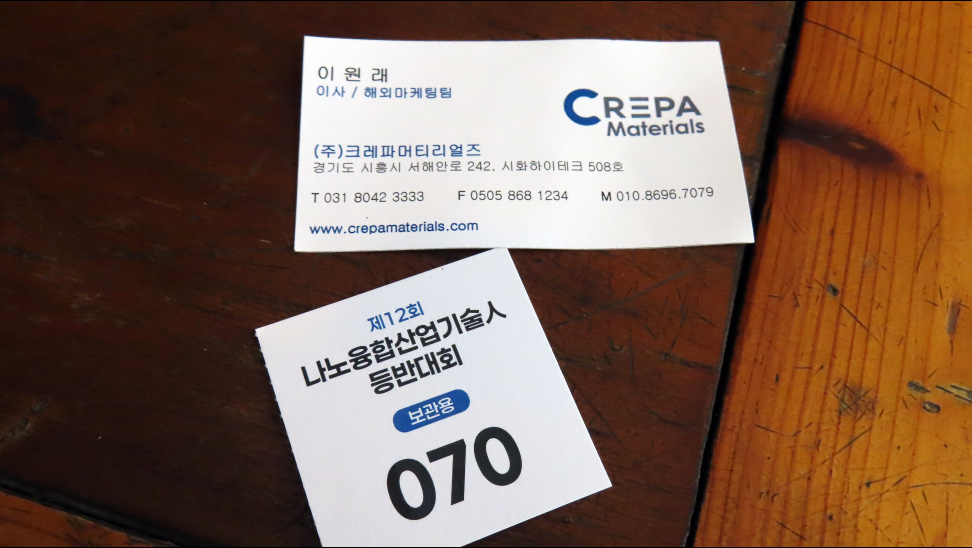 이 원 래
이사 / 해외마케팅팀
CREPA
Materials
(주)크레파머티리얼즈
경기도 시흥시 서해안로 242, 시화하이테크 508호
T 031 8042 3333 F 0505 868 1234 M 010.8696.7079
www.crepamaterials.com
제12회
나노융합산업기술人
등반대회
보관용
070